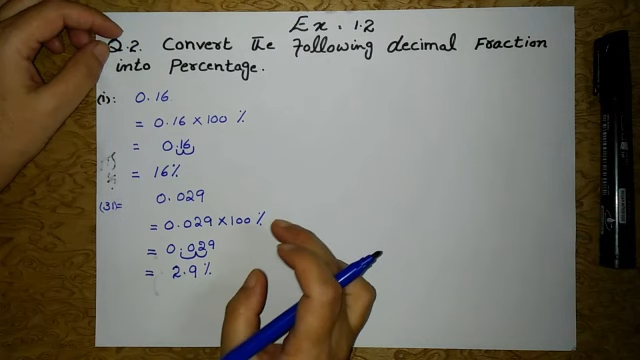 Ex. 1.2
Q.2. Convert the following decimal Fraction
into Percentage.
(i): 0.16
= 0.16 × 100 %
= 0.16
= 16%
(3)= 0.029
= 0.029 × 100 %
= 0.029
= 2.9 %